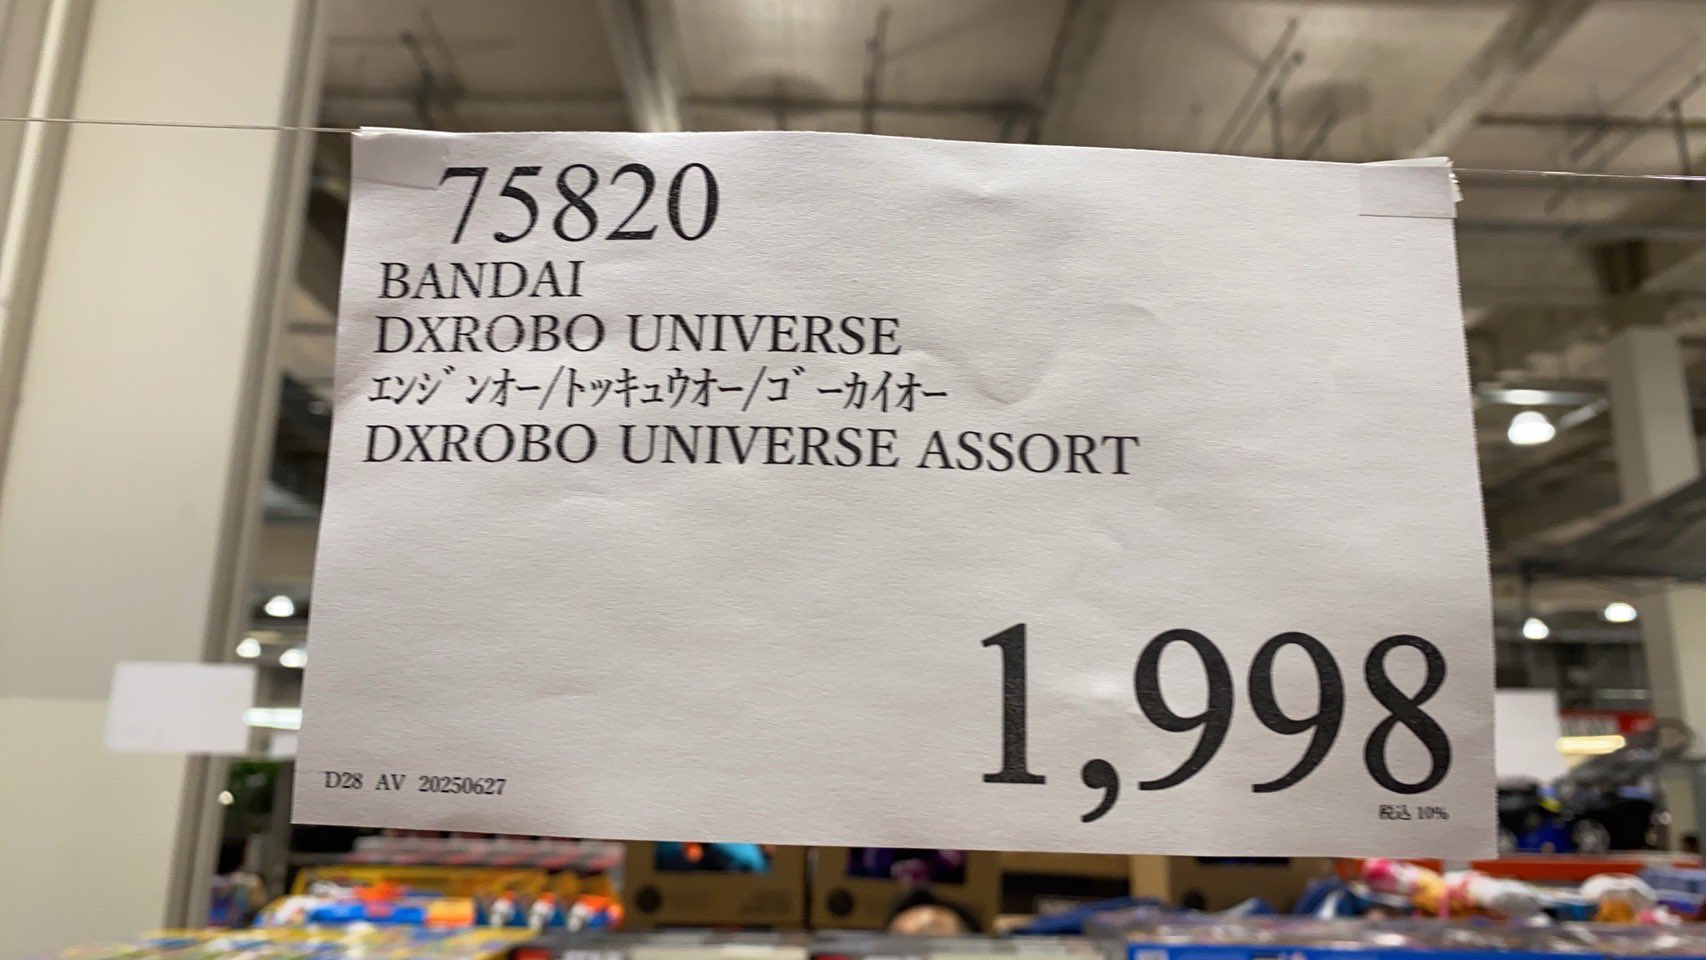 75820
BANDAI
DXROBO UNIVERSE
ｴﾝｼﾞﾝｵｰ/ﾄｯｷｭｳｵｰ/ｺﾞｰｶｲｵｰ
DXROBO UNIVERSE ASSORT
1,998
税込 10%
D28 AV 20250627